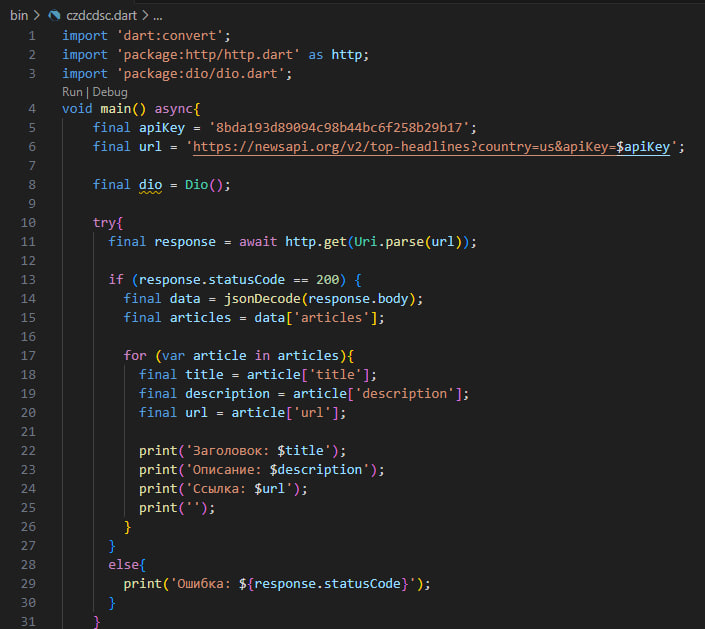 bin > czdcdsc.dart > ...
1 import 'dart:convert';
2 import 'package:http/http.dart' as http;
3 import 'package:dio/dio.dart';
Run | Debug
4 void main() async{
5 final apiKey = '8bda193d89094c98b44bc6f258b29b17';
6 final url = 'https://newsapi.org/v2/top-headlines?country=us&apiKey=$apiKey';
7
8 final dio = Dio();
9
10 try{
11 final response = await http.get(Uri.parse(url));
12
13 if (response.statusCode == 200) {
14 final data = jsonDecode(response.body);
15 final articles = data['articles'];
16
17 for (var article in articles){
18 final title = article['title'];
19 final description = article['description'];
20 final url = article['url'];
21
22 print('Заголовок: $title');
23 print('Описание: $description');
24 print('Ссылка: $url');
25 print('');
26 }
27 }
28 else{
29 print('Ошибка: ${response.statusCode}');
30 }
31 }